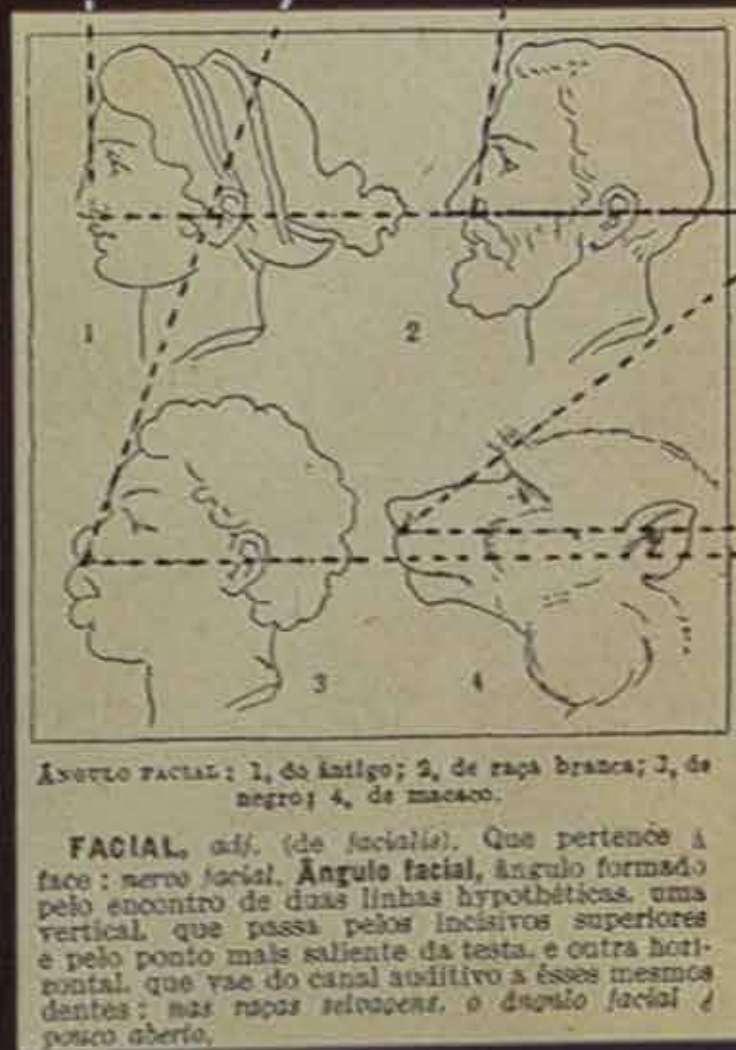 1
2
3
4
ÂNGULO FACIAL: 1, do ântigo; 2, de raça branca; 3, de
negro; 4, de macaco.
FACIAL, adj. (de facialis). Que pertence á
face: nervo facial. Ângulo facial, ângulo formado
pelo encontro de duas linhas hypothéticas, uma
vertical, que passa pelos incisivos superiores
e pelo ponto mais saliente da testa, e outra hori-
zontal, que vae do canal auditivo a êsses mesmos
dentes: nas raças selvagens, o ângulo facial é
pouco aberto.